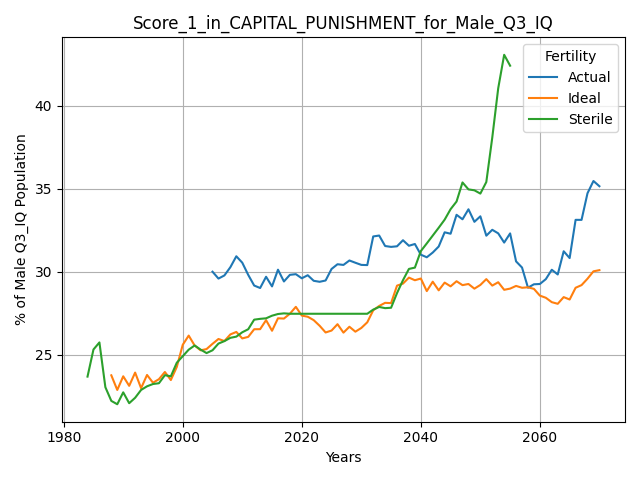 Score_1_in_CAPITAL_PUNISHMENT_for_Male_Q3_IQ
Fertility
Actual
Ideal
Sterile
% of Male Q3_IQ Population
40
35
30
25
1980
2000
2020
2040
2060
Years